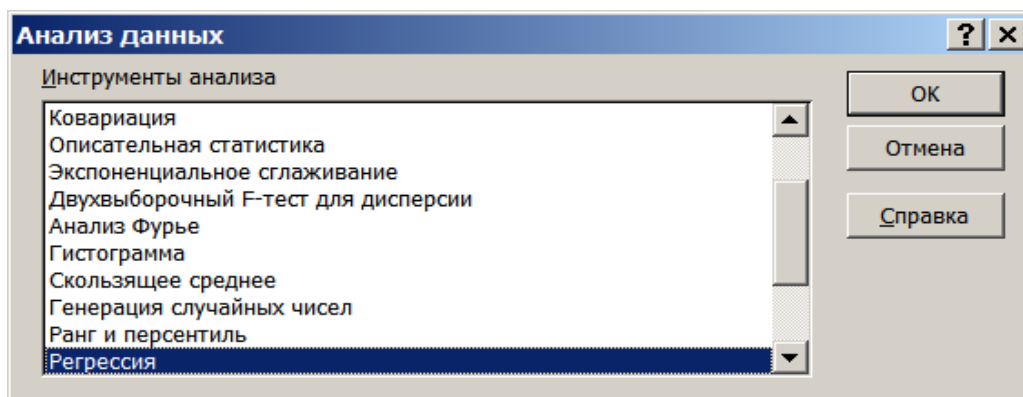 Анализ данных
Инструменты анализа
Ковариация
Описательная статистика
Экспоненциальное сглаживание
Двухвыборочный F-тест для дисперсии
Анализ Фурье
Гистограмма
Скользящее среднее
Генерация случайных чисел
Ранг и персентиль
Регрессия
ОК
Отмена
Справка